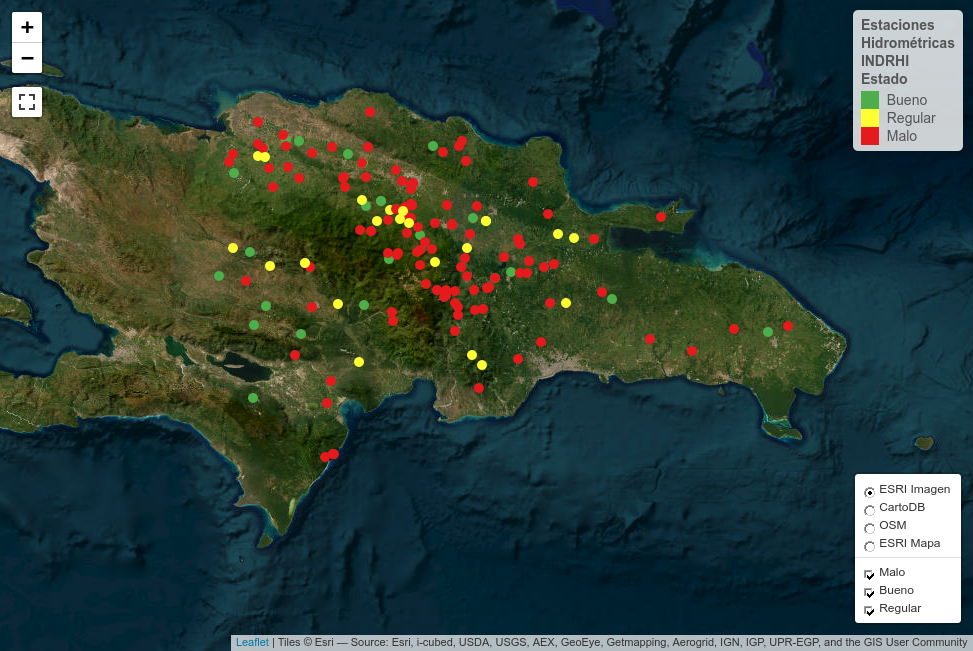 +
−
Estaciones
Hidrométricas
INDRHI
Estado
Bueno
Regular
Malo
ESRI Imagen
CartoDB
OSM
ESRI Mapa
Malo
Bueno
Regular
Leaflet | Tiles © Esri — Source: Esri, i-cubed, USDA, USGS, AEX, GeoEye, Getmapping, Aerogrid, IGN, IGP, UPR-EGP, and the GIS User Community